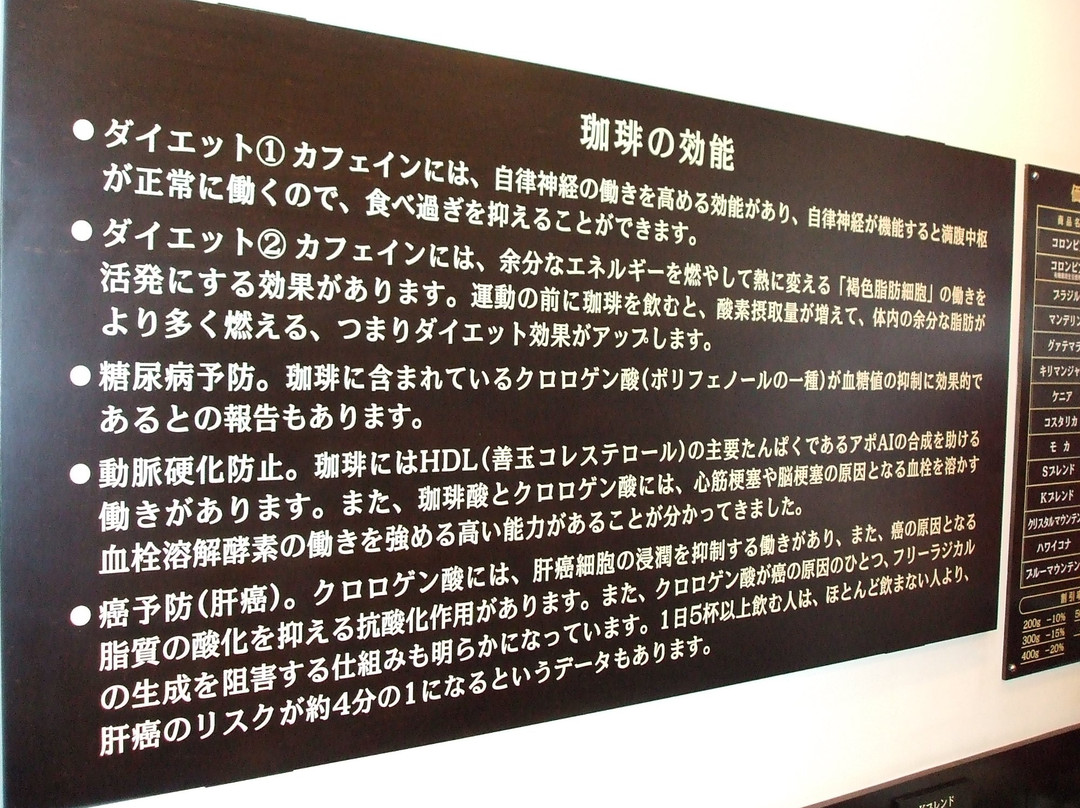 珈琲の効能
●ダイエット① カフェインには、自律神経の働きを高める効能があり、自律神経が機能すると満腹中枢
が正常に働くので、食べ過ぎを抑えることができます。
●ダイエット② カフェインには、余分なエネルギーを燃やして熱に変える「褐色脂肪細胞」の働きを
活発にする効果があります。運動の前に珈琲を飲むと、酸素摂取量が増えて、体内の余分な脂肪が
より多く燃える、つまりダイエット効果がアップします。
●糖尿病予防。珈琲に含まれているクロロゲン酸(ポリフェノールの一種)が血糖値の抑制に効果的で
あるとの報告もあります。
●動脈硬化防止。珈琲にはHDL(善玉コレステロール)の主要たんぱくであるアポAIの合成を助ける
働きがあります。また、珈琲酸とクロロゲン酸には、心筋梗塞や脳梗塞の原因となる血栓を溶かす
血栓溶解酵素の働きを強める高い能力があることが分かってきました。
●癌予防(肝癌)。クロロゲン酸には、肝癌細胞の浸潤を抑制する働きがあり、また、癌の原因となる
脂質の酸化を抑える抗酸化作用があります。また、クロロゲン酸が癌の原因のひとつ、フリーラジカル
の生成を阻害する仕組みも明らかになっています。1日5杯以上飲む人は、ほとんど飲まない人より、
肝癌のリスクが約4分の1になるというデータもあります。
商品名
コロンビ
コロンビ
ブラジル
マンデリン
グァテマラ
キリマンジャ
ケニア
コスタリカ
モカ
Sブレンド
Kブレンド
クリスタルマウンテン
ハワイコナ
ブルーマウンテン
割引
200g −10%
300g −15%
400g −20%
Kブレンド